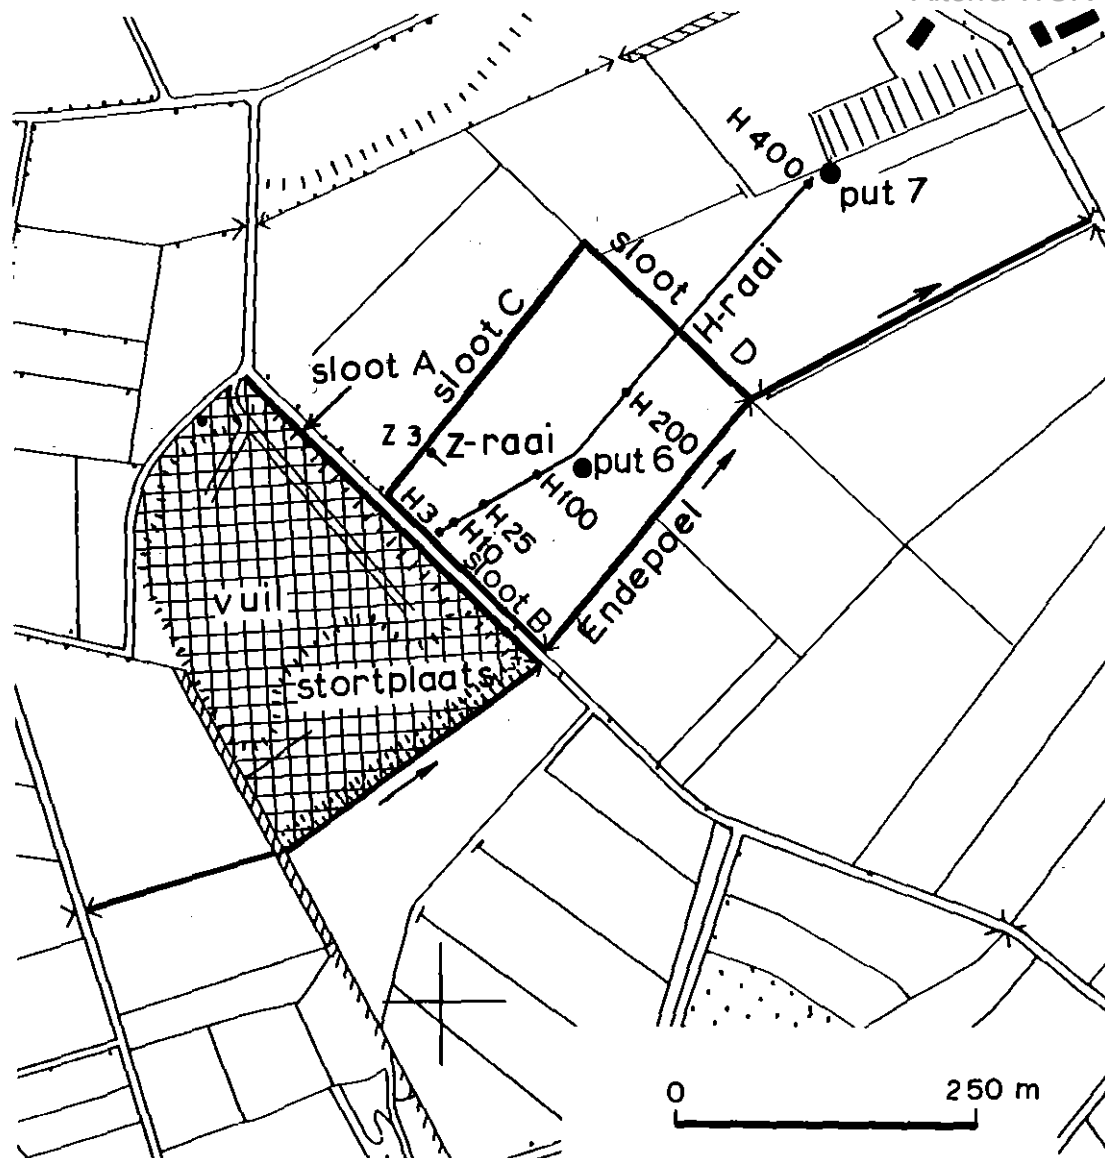 H 400
put 7
sloot
H-raai
D
sloot C
sloot A
Z 3
Z-raai
H 200
put 6
H100
H3
H 25
H10
sloot B
Endepoel
vuil
stortplaats
0
250 m